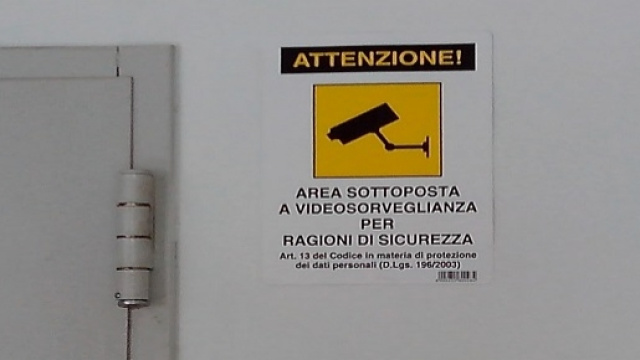 ATTENZIONE!
AREA SOTTOPOSTA
A VIDEOSORVEGLIANZA
PER
RAGIONI DI SICUREZZA
Art. 13 del Codice in materia di protezione
dei dati personali (D.Lgs. 196/2003)